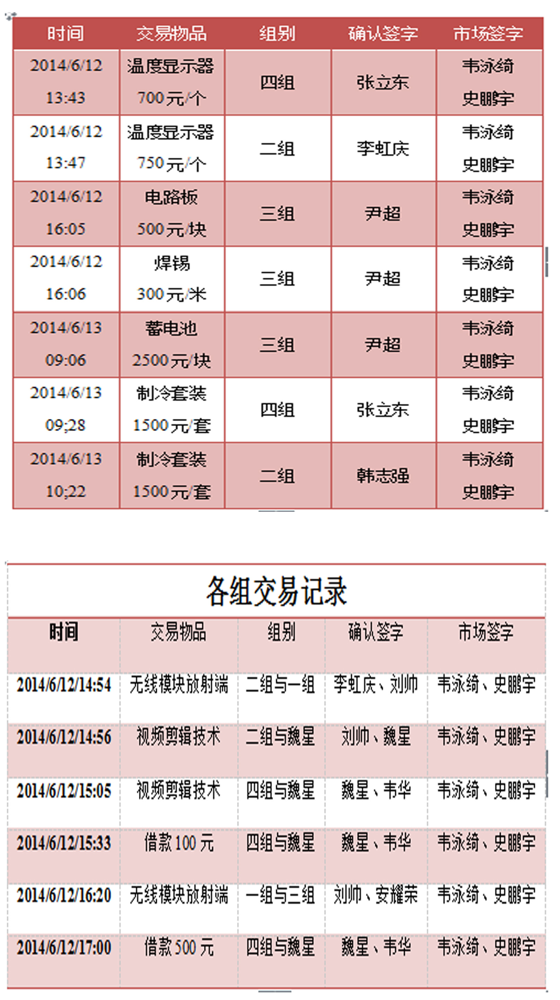 时间 交易物品 组别 确认签字 市场签字
2014/6/12 温度显示器 四组 张立东 韦泳绮
13:43 700元/个 史鹏宇
2014/6/12 温度显示器 二组 李虹庆 韦泳绮
13:47 750元/个 史鹏宇
2014/6/12 电路板 三组 尹超 韦泳绮
16:05 500元/块 史鹏宇
2014/6/12 焊锡 三组 尹超 韦泳绮
16:06 300元/米 史鹏宇
2014/6/13 蓄电池 三组 尹超 韦泳绮
09:06 2500元/块 史鹏宇
2014/6/13 制冷套装 四组 张立东 韦泳绮
09;28 1500元/套 史鹏宇
2014/6/13 制冷套装 二组 韩志强 韦泳绮
10;22 1500元/套 史鹏宇
各组交易记录
时间 交易物品 组别 确认签字 市场签字
2014/6/12/14:54 无线模块放射端 二组与一组 李虹庆、刘帅 韦泳绮、史鹏宇
2014/6/12/14:56 视频剪辑技术 二组与魏星 刘帅、魏星 韦泳绮、史鹏宇
2014/6/12/15:05 视频剪辑技术 四组与魏星 魏星、韦华 韦泳绮、史鹏宇
2014/6/12/15:33 借款100元 四组与魏星 魏星、韦华 韦泳绮、史鹏宇
2014/6/12/16:20 无线模块放射端 一组与三组 刘帅、安耀荣 韦泳绮、史鹏宇
2014/6/12/17:00 借款500元 四组与魏星 魏星、韦华 韦泳绮、史鹏宇